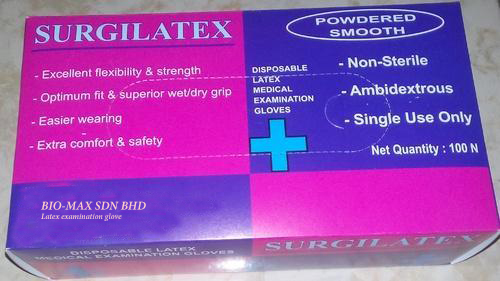 SURGILATEX
- Excellent flexibility & strength
- Optimum fit & superior wet/dry grip
- Easier wearing
- Extra comfort & safety
POWDERED
SMOOTH
DISPOSABLE
LATEX
MEDICAL
EXAMINATION
GLOVES
- Non-Sterile
- Ambidextrous
- Single Use Only
Net Quantity : 100 N
BIO-MAX SDN BHD
Latex examination glove
DISPOSABLE LATEX
MEDICAL EXAMINATION GLOVES
SURGILATEX